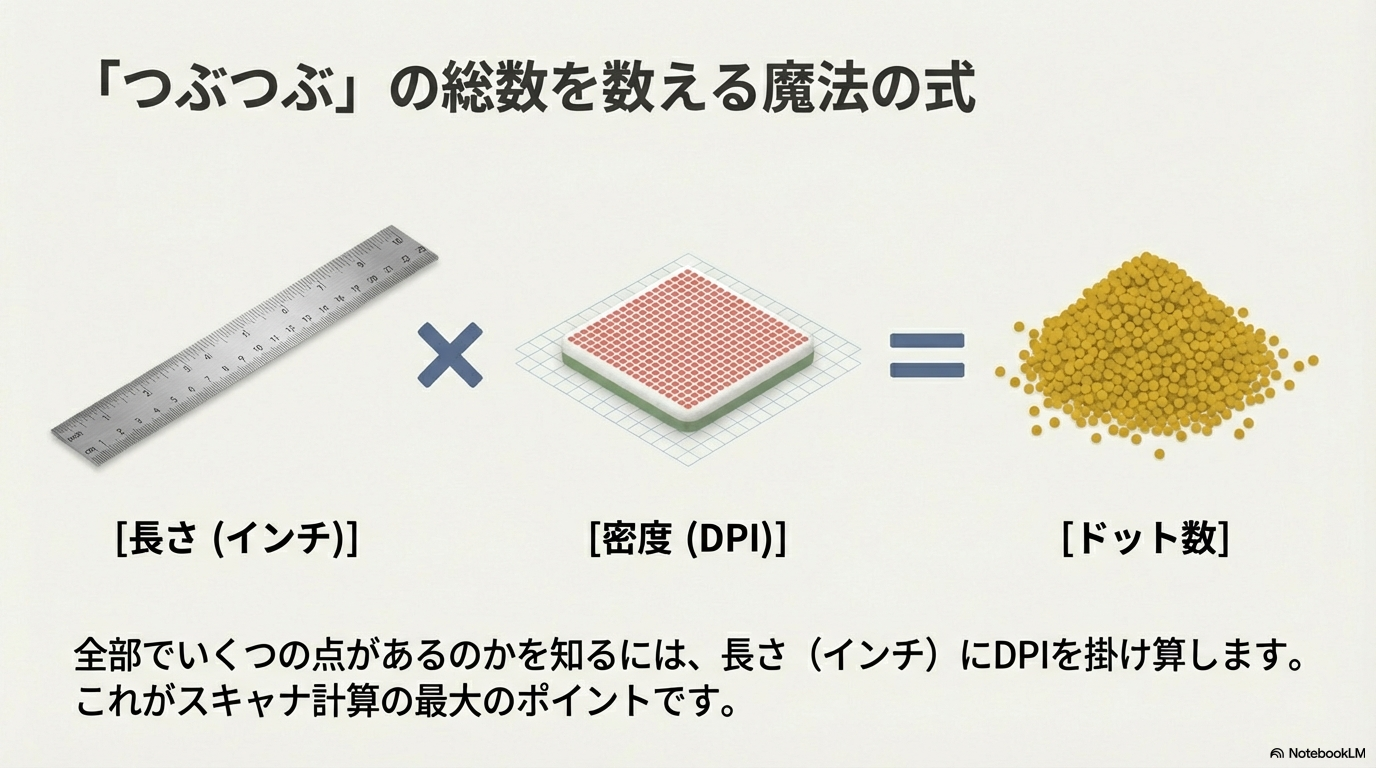 「つぶつぶ」の総数を数える魔法の式
[長さ (インチ)]
[密度 (DPI)]
[ドット数]
全部でいくつの点があるのかを知るには、長さ（インチ）にDPIを掛け算します。
これがスキャナ計算の最大のポイントです。
NotebookLM